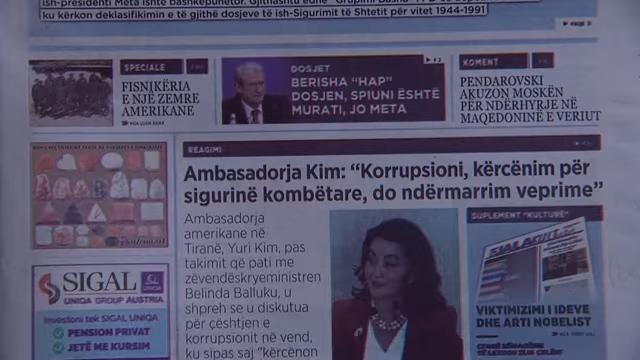 ish-presidenti Meta ishte bashkëpunëtor. Gjithashtu edhe "Grupimi Basha"
ku kërkon deklasifikimin e të gjithë dosjeve të ish-Sigurimit të Shtetit për vitet 1944-1991
SPECIALE
FISNIKËRIA
E NJË ZEMRE
AMERIKANE
DOSJET
BERISHA "HAP"
DOSJEN, SPIUNI ËSHTË
MURATI, JO META
KOMENT
PENDAROVSKI
AKUZON MOSKËN
PËR NDËRHYRJE NË
MAQEDONINË E VERIUT
REAGIMI
Ambasadorja Kim: "Korrupsioni, kërcënim për
sigurinë kombëtare, do ndërmarrim veprime"
Ambasadorja
amerikane në
Tiranë, Yuri Kim, pas
takimit që pati me
zëvendëskryeministren
Belinda Balluku, u
shpreh se u diskutua
për çështjen e
korrupsionit në vend,
ku sipas saj "kërcënon
SUPLEMENT "KULTURË"
VIKTIMIZIMI I IDEVE
DHE ARTI NOBELIST
SIGAL
UNIQA GROUP AUSTRIA
UNIQA
Investoni tek SIGAL UNIQA
PENSION PRIVAT
JETË ME KURSIM